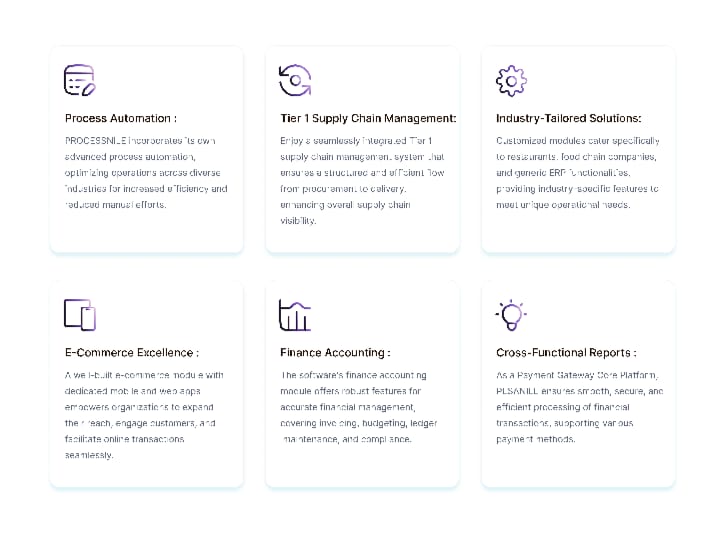 Process Automation :
PROCESSNILE incorporates its own
advanced process automation,
optimizing operations across diverse
industries for increased efficiency and
reduced manual efforts.
Tier 1 Supply Chain Management:
Enjoy a seamlessly integrated Tier 1
supply chain management system that
ensures a structured and efficient flow
from procurement to delivery,
enhancing overall supply chain
visibility.
Industry-Tailored Solutions:
Customized modules cater specifically
to restaurants, food chain companies,
and generic ERP functionalities,
providing industry-specific features to
meet unique operational needs.
E-Commerce Excellence :
A well-built e-commerce module with
dedicated mobile and web apps
empowers organizations to expand
their reach, engage customers, and
facilitate online transactions
seamlessly.
Finance Accounting :
The software's finance accounting
module offers robust features for
accurate financial management,
covering invoicing, budgeting, ledger
maintenance, and compliance.
Cross-Functional Reports :
As a Payment Gateway Core Platform,
ensures smooth, secure, and
efficient processing of financial
transactions, supporting various
payment methods.